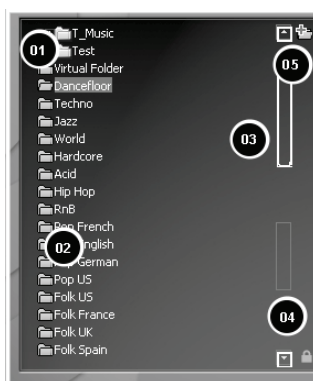 01
T_Music
Test
05
Virtual Folder
Dancefloor
Techno
Jazz
World
03
Hardcore
Acid
Hip Hop
RnB
Pop French
02
English
German
Pop US
Folk US
Folk France
04
Folk UK
Folk Spain